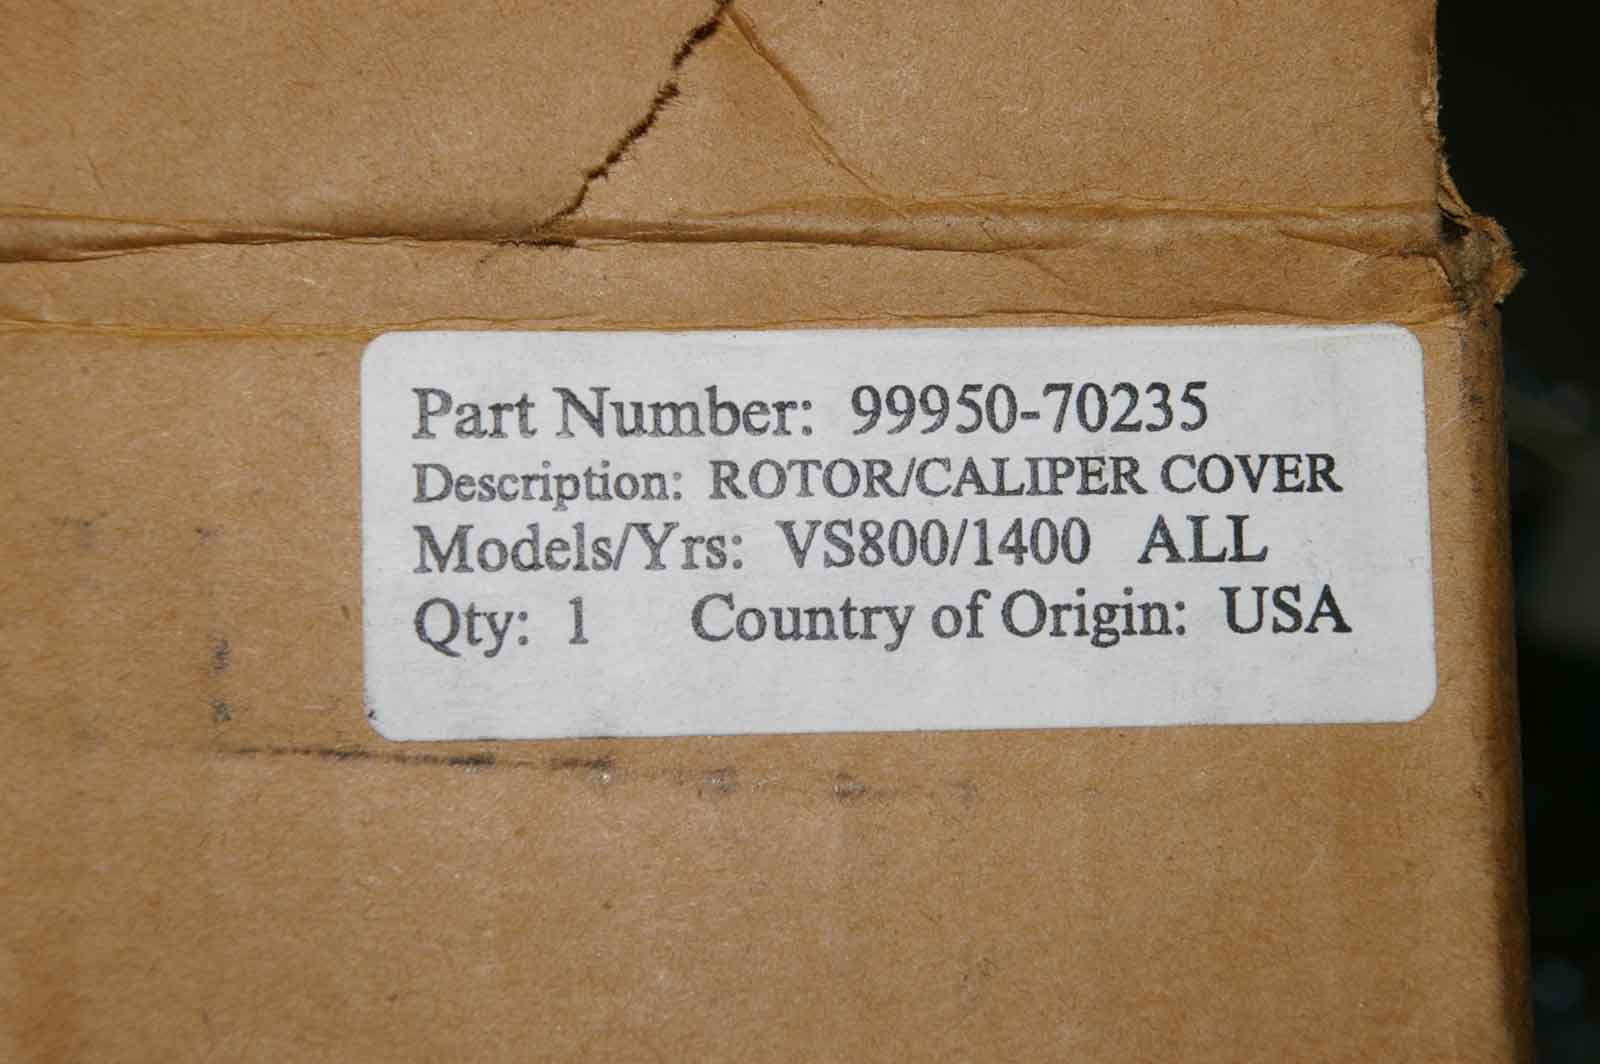 Part Number: 99950-70235
Description: ROTOR/CALIPER COVER
Models/Yrs: VS800/1400 ALL
Qty: 1 Country of Origin: USA